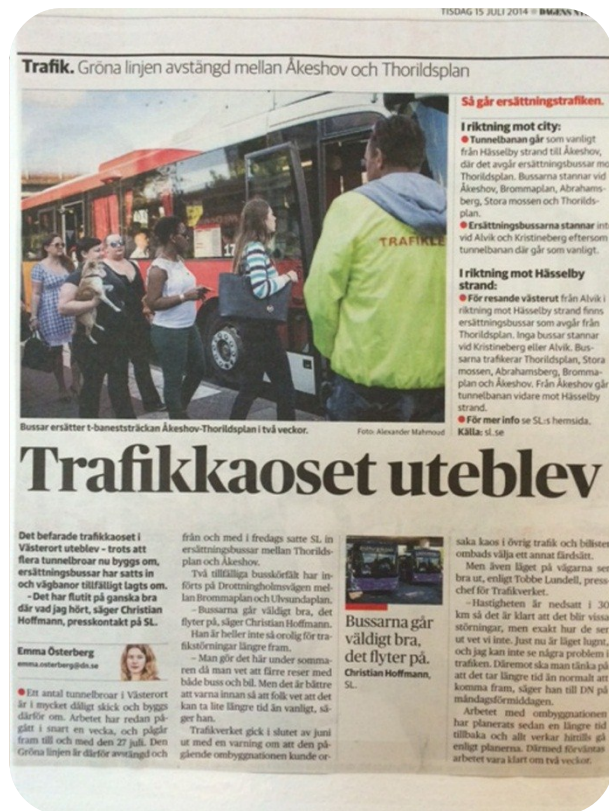 TISDAG 15 JULI 2014
DAGENS
Trafik. Gröna linjen avstängd mellan Åkeshov och Thorildsplan
TRAFIKLE
Bussar ersätter t-banesträckan Åkeshov-Thorildsplan i två veckor.
Foto: Alexander Mahmoud
Så går ersättningstrafiken.
I riktning mot city:
● Tunnelbanan går som vanligt
från Hässelby strand till Åkeshov,
där det avgår ersättningsbussar mo
Thorildsplan. Bussarna stannar vid
Åkeshov, Brommaplan, Abrahams-
berg, Stora mossen och Thorilds-
plan.
● Ersättningsbussarna stannar int
vid Alvik och Kristineberg eftersom
tunnelbanan där går som vanligt.
I riktning mot Hässelby
strand:
● För resande västerut från Alvik i
riktning mot Hässelby strand finns
ersättningsbussar som avgår från
Thorildsplan. Inga bussar stannar
vid Kristineberg eller Alvik. Bus-
sarna trafikerar Thorildsplan, Stora
mossen, Abrahamsberg, Bromma-
plan och Åkeshov. Från Åkeshov går
tunnelbanan vidare mot Hässelby
strand.
● För mer info se SL:s hemsida.
Källa: sl.se
Trafikkaoset uteblev
Det befarade trafikkaoset i
Västerort uteblev – trots att
flera tunnelbroar nu byggs om,
ersättningsbussar har satts in
och vägbanor tillfälligt lagts om.
– Det har flutit på ganska bra
där vad jag hört, säger Christian
Hoffmann, presskontakt på SL.
Emma Österberg
emma.osterberg@dn.se
● Ett antal tunnelbroar i Västerort
är i mycket dåligt skick och byggs
därför om. Arbetet har redan på-
gått i snart en vecka, och pågår
fram till och med den 27 juli. Den
Gröna linjen är därför avstängd och
från och med i fredags satte SL in
ersättningsbussar mellan Thorilds-
plan och Åkeshov.
Två tillfälliga busskörfält har in-
förts på Drottningholmsvägen mel-
lan Brommaplan och Ulvsundaplan.
– Bussarna går väldigt bra, det
flyter på, säger Christian Hoffmann.
Han är heller inte så orolig för tra-
fikstörningar längre fram.
– Man gör det här under somma-
ren då man vet att färre reser med
både buss och bil. Men det är bättre
att varna innan så att folk vet att det
kan ta lite längre tid än vanligt, sä-
ger han.
Trafikverket gick i slutet av juni
ut med en varning om att den på-
gående ombyggnationen kunde or-
Bussarna går
väldigt bra,
det flyter på.
Christian Hoffmann,
SL.
saka kaos i övrig trafik och bilister
ombads välja ett annat färdsätt.
Men även läget på vägarna ser
bra ut, enligt Tobbe Lundell, press
chef för Trafikverket.
– Hastigheten är nedsatt i 30
km så det är klart att det blir vissa
störningar, men exakt hur de ser
ut vet vi inte. Just nu är läget lugnt,
och jag kan inte se några problem i
trafiken. Däremot ska man tänka på
att det tar längre tid än normalt att
komma fram, säger han till DN på
måndagsförmiddagen.
Arbetet med ombyggnationen
har planerats sedan en längre tid
tillbaka och allt verkar hittills gå
enligt planerna. Därmed förväntas
arbetet vara klart om två veckor.